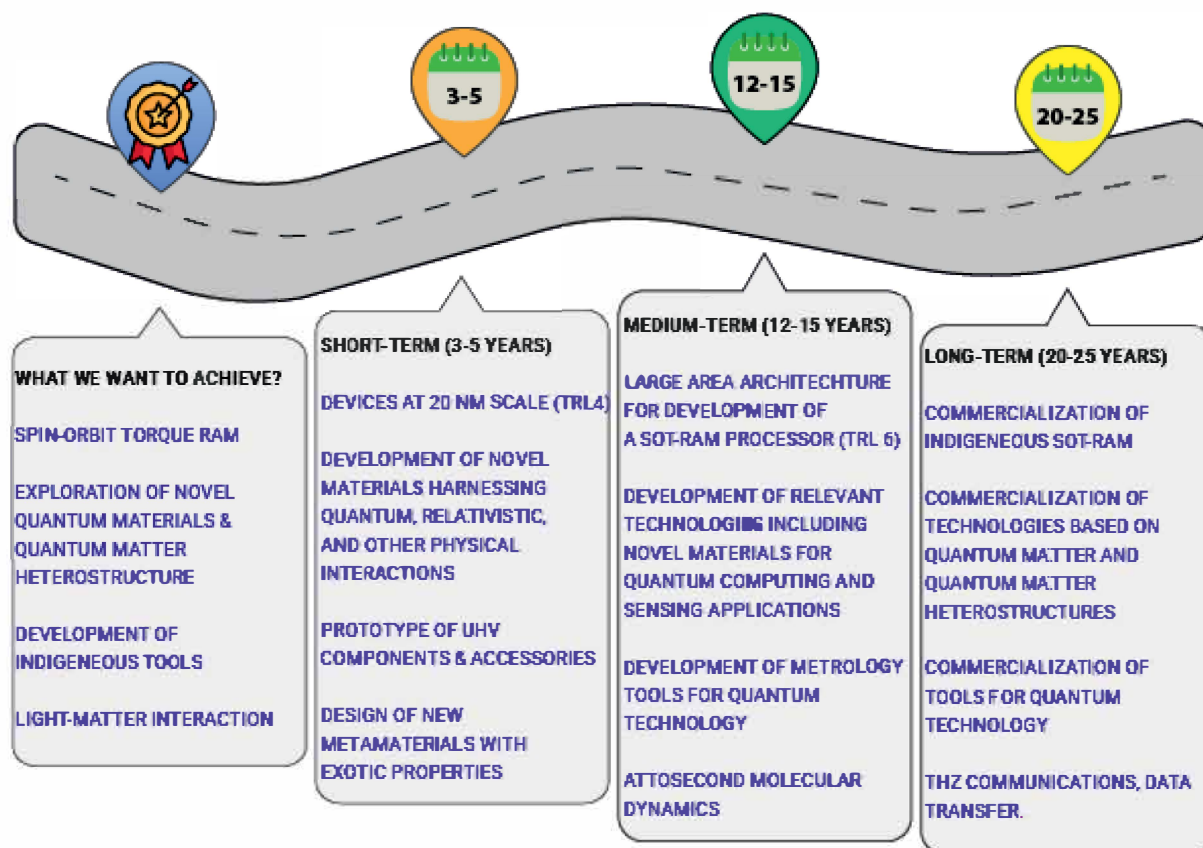 3-5
12-15
20-25
WHAT WE WANT TO ACHIEVE?
SPIN-ORBIT TORQUE RAM
EXPLORATION OF NOVEL
QUANTUM MATERIALS &
QUANTUM MATTER
HETEROSTRUCTURE
DEVELOPMENT OF
INDIGENEOUS TOOLS
LIGHT-MATTER INTERACTION
SHORT-TERM (3-5 YEARS)
DEVICES AT 20 NM SCALE (TRL4)
DEVELOPMENT OF NOVEL
MATERIALS HARNESSING
QUANTUM, RELATIVISTIC,
AND OTHER PHYSICAL
INTERACTIONS
PROTOTYPE OF UHV
COMPONENTS & ACCESSORIES
DESIGN OF NEW
METAMATERIALS WITH
EXOTIC PROPERTIES
MEDIUM-TERM (12-15 YEARS)
LARGE AREA ARCHITECHTURE
FOR DEVELOPMENT OF
A SOT-RAM PROCESSOR (TRL 6)
DEVELOPMENT OF RELEVANT
TECHNOLOGIES INCLUDING
NOVEL MATERIALS FOR
QUANTUM COMPUTING AND
SENSING APPLICATIONS
DEVELOPMENT OF METROLOGY
TOOLS FOR QUANTUM
TECHNOLOGY
ATTOSECOND MOLECULAR
DYNAMICS
LONG-TERM (20-25 YEARS)
COMMERCIALIZATION OF
INDIGENEOUS SOT-RAM
COMMERCIALIZATION OF
TECHNOLOGIES BASED ON
QUANTUM MATTER AND
QUANTUM MATTER
HETEROSTRUCTURES
COMMERCIALIZATION OF
TOOLS FOR QUANTUM
TECHNOLOGY
THZ COMMUNICATIONS, DATA
TRANSFER.